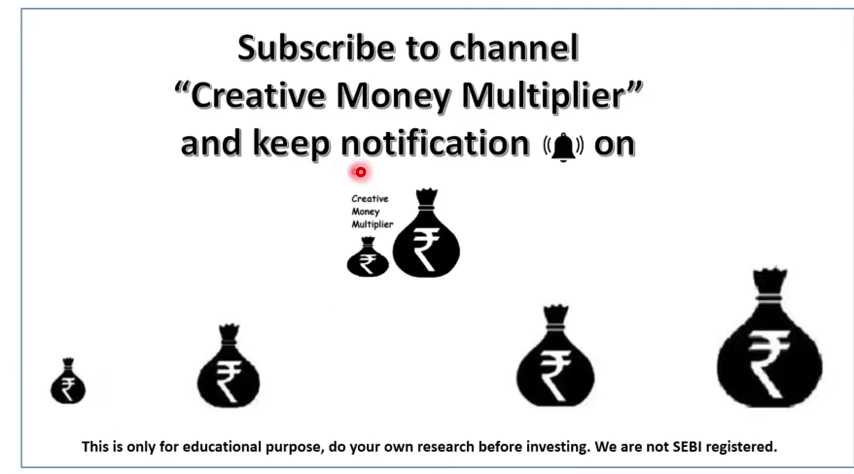 Subscribe to channel
“Creative Money Multiplier”
and keep notification on
Creative
Money
Multiplier
₹
₹
₹
₹
₹
₹
This is only for educational purpose, do your own research before investing. We are not SEBI registered.